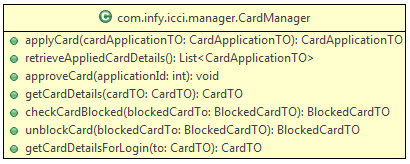 com.infy.icci.manager.CardManager
applyCard(cardApplicationTO: CardApplicationTO): CardApplicationTO
retrieveAppliedCardDetails(): List<CardApplicationTO>
approveCard(applicationId: int): void
getCardDetails(cardTO: CardTO): CardTO
checkCardBlocked(blockedCardTo: BlockedCardTO): BlockedCardTO
unblockCard(blockedCardTo: BlockedCardTO): BlockedCardTO
getCardDetailsForLogin(to: CardTO): CardTO